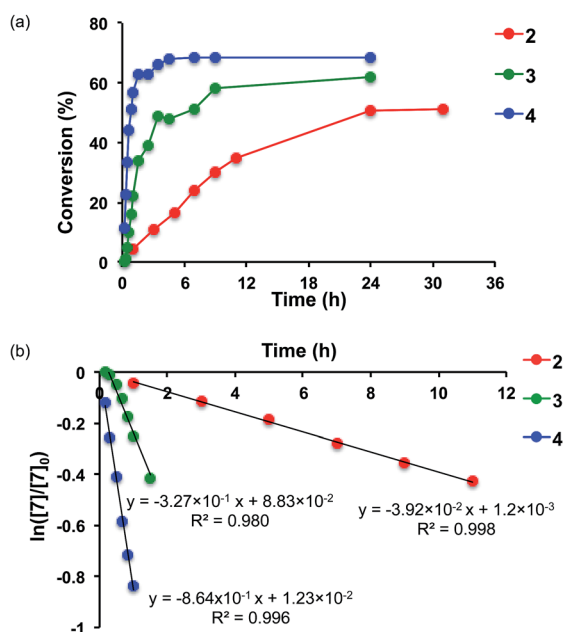 (a)
80
60
40
20
0
Conversion (%)
0 6 12 18 24 30 36
Time (h)
2
3
4
(b)
Time (h)
0 2 4 6 8 10 12
0
-0.2
-0.4
-0.6
-0.8
-1
ln([7]/[7]₀)
2
3
4
y = -3.27×10⁻¹ x + 8.83×10⁻²
R² = 0.980
y = -3.92×10⁻² x + 1.2×10⁻³
R² = 0.998
y = -8.64x10⁻¹ x + 1.23×10⁻²
R² = 0.996